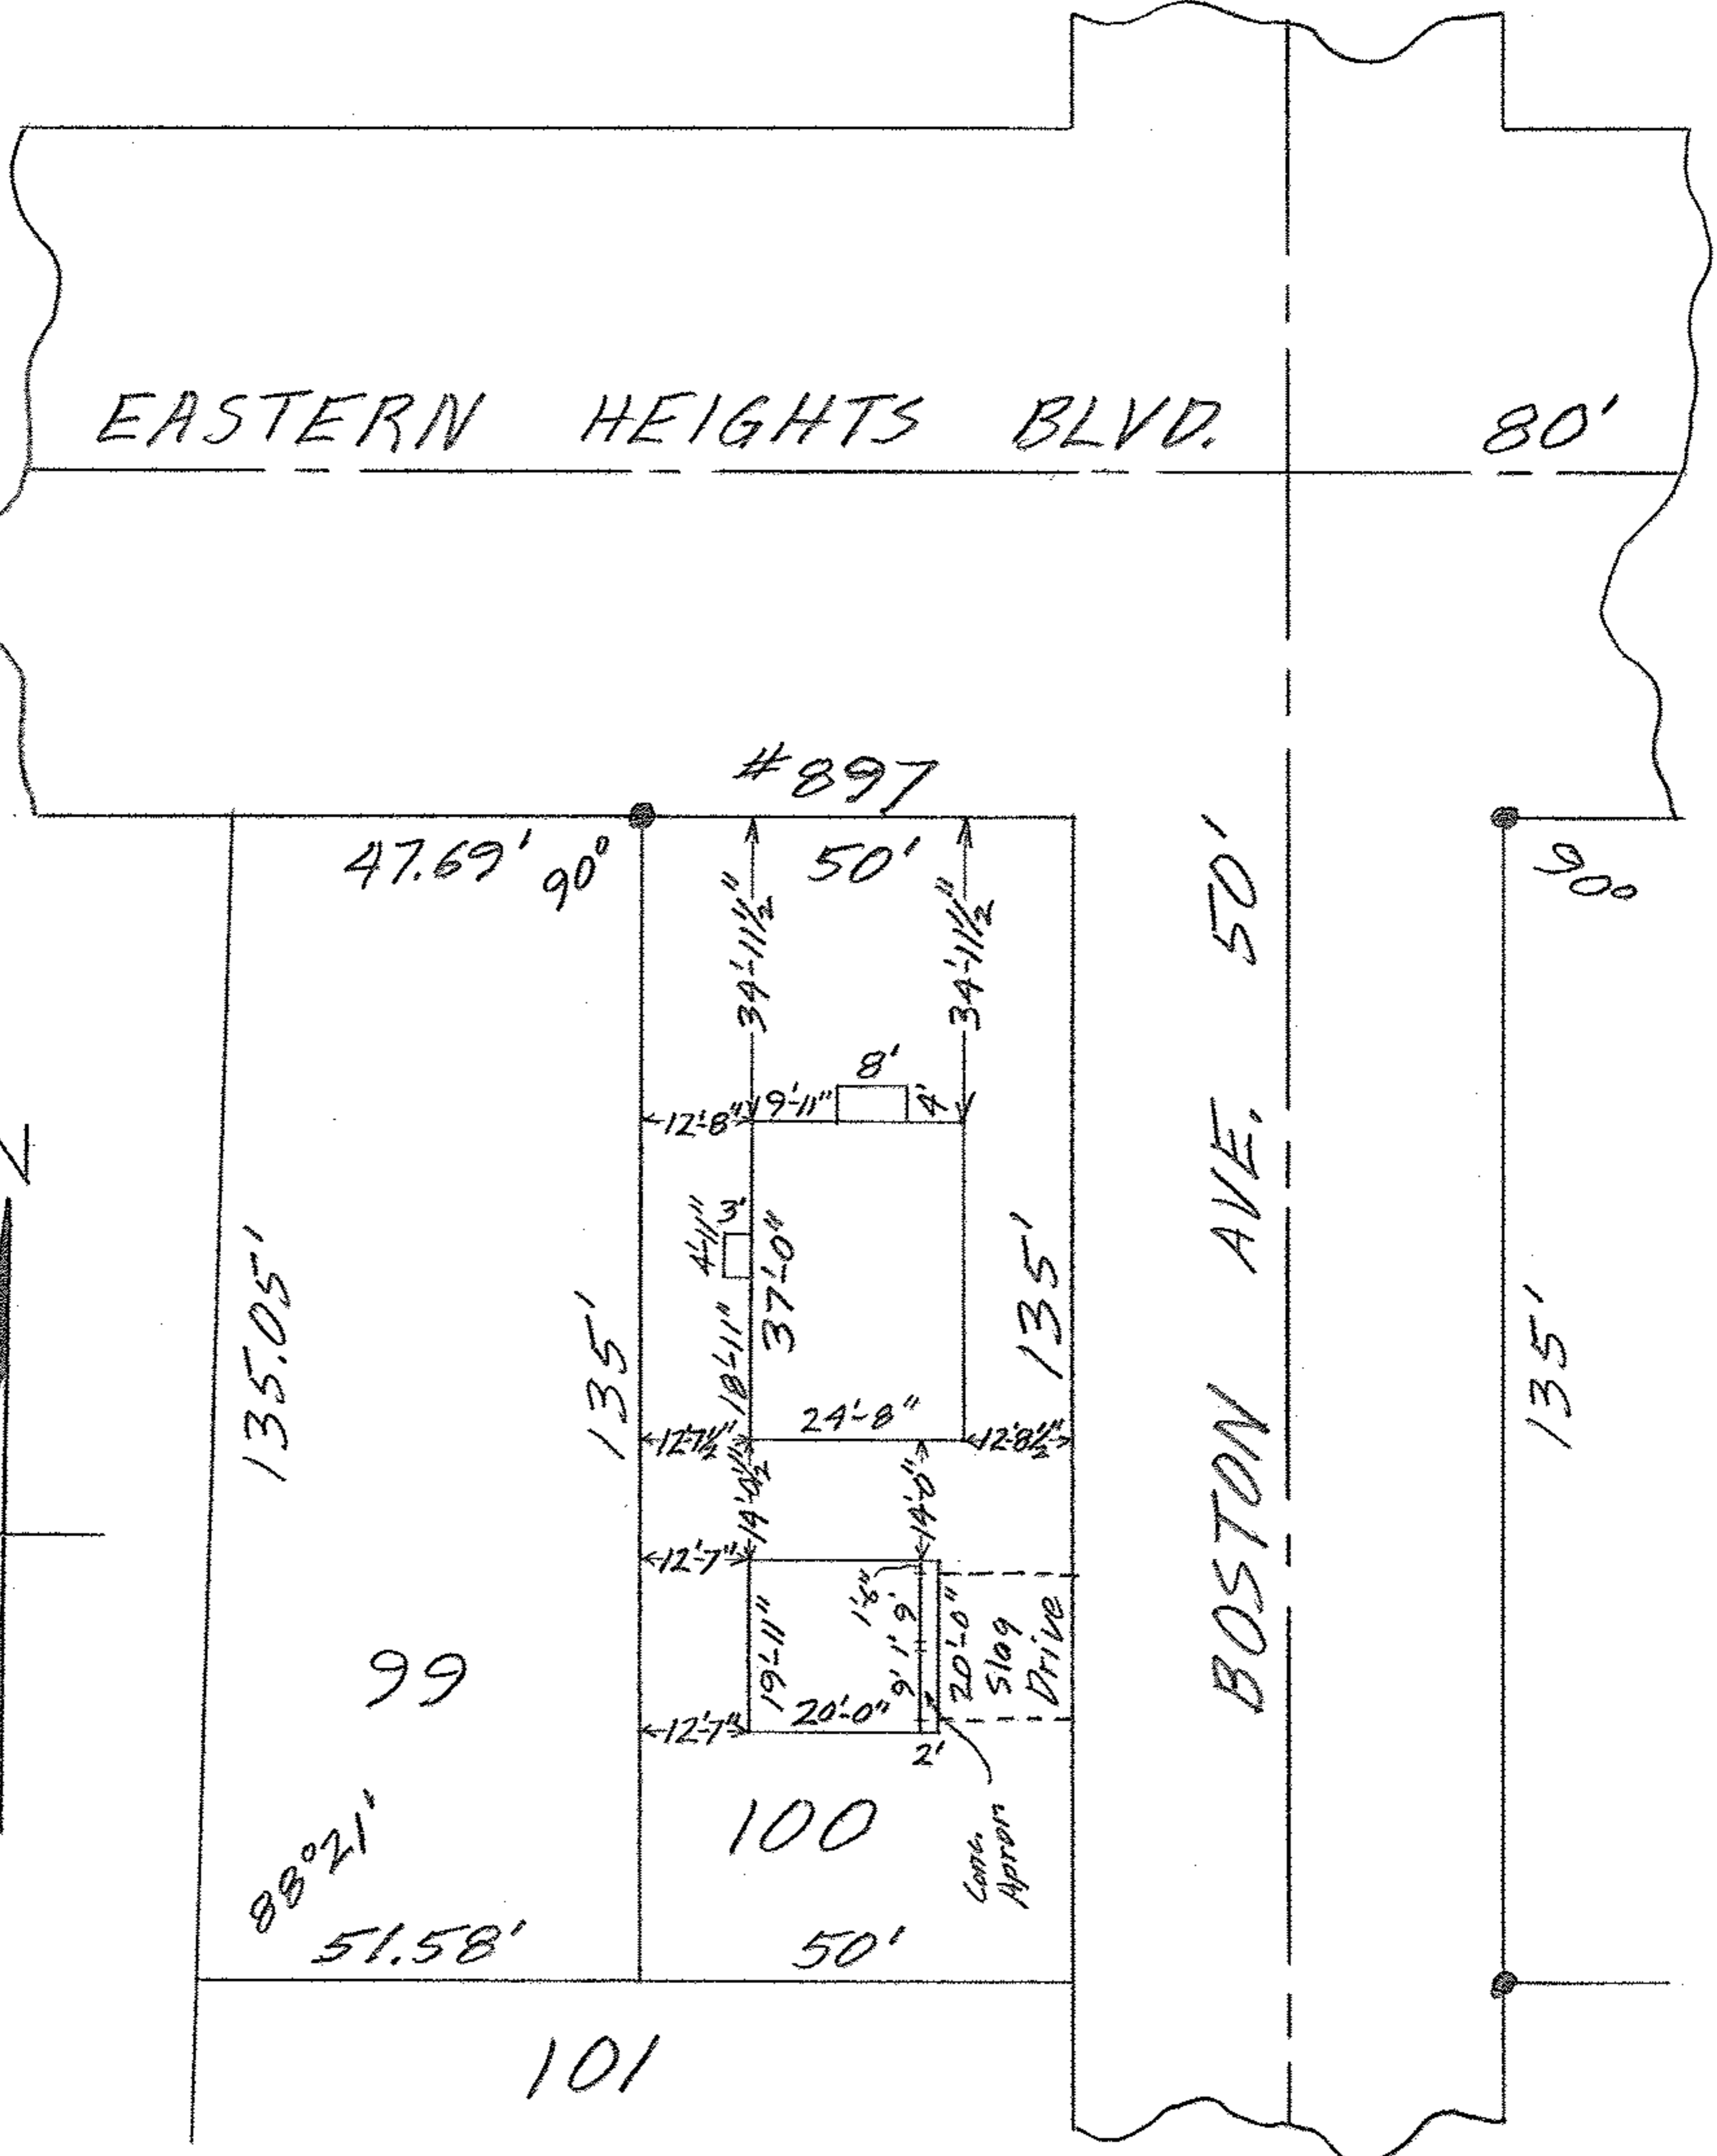 EASTERN HEIGHTS BLVD. 80'
#897
47.69' 90° 50' 90°
34'-11½" 34'-11½"
8'
12'-8" 9'-11" 4'
4'-11" 3'
37'-0"
18'-11"
135.05' 135' 135' 135'
BOSTON AVE. 50'
24'-8"
12'-7½" 12'-8½"
14'-0½" 14'-0"
12'-7"
1'-6"
19'-11" 9' 1' 9' 20'-0" Slag
Drive
12'-7" 20'-0"
2'
99
100
Conc.
Apron
88°21'
51.58' 50'
101
N